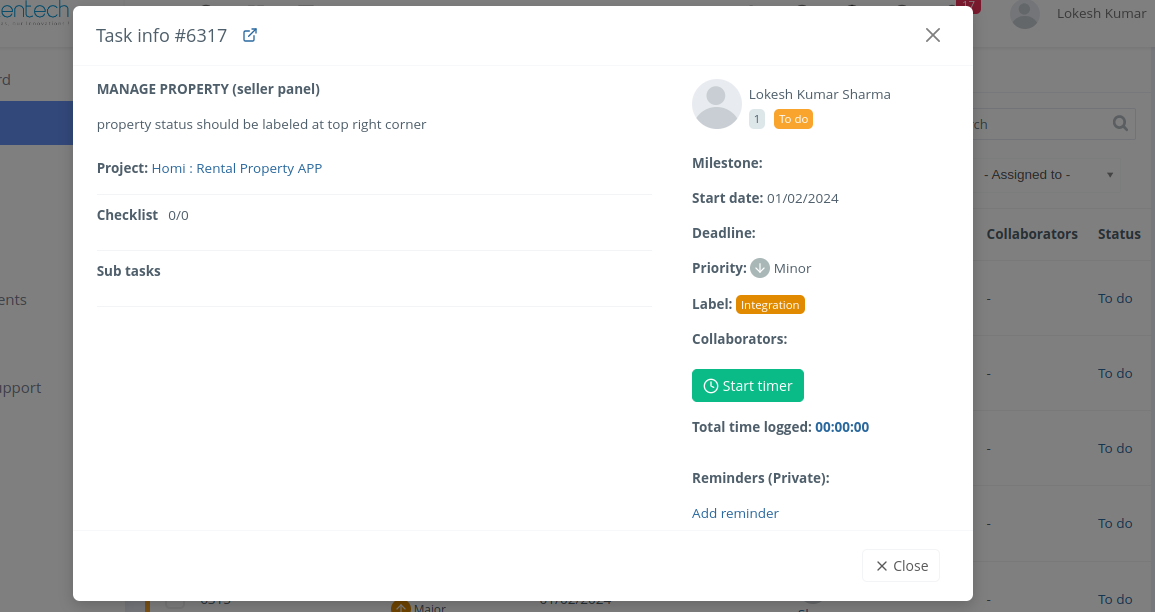 entech
17
Lokesh Kumar
Task info #6317
MANAGE PROPERTY (seller panel)
property status should be labeled at top right corner
Project: Homi : Rental Property APP
Checklist 0/0
Sub tasks
Lokesh Kumar Sharma
1 To do
Milestone:
Start date: 01/02/2024
Deadline:
Priority: Minor
Label: Integration
Collaborators:
Start timer
Total time logged: 00:00:00
Reminders (Private):
Add reminder
Close
rd
ents
upport
ch
- Assigned to -
Collaborators Status
- To do
- To do
- To do
- To do
- To do
Major
01/02/2024